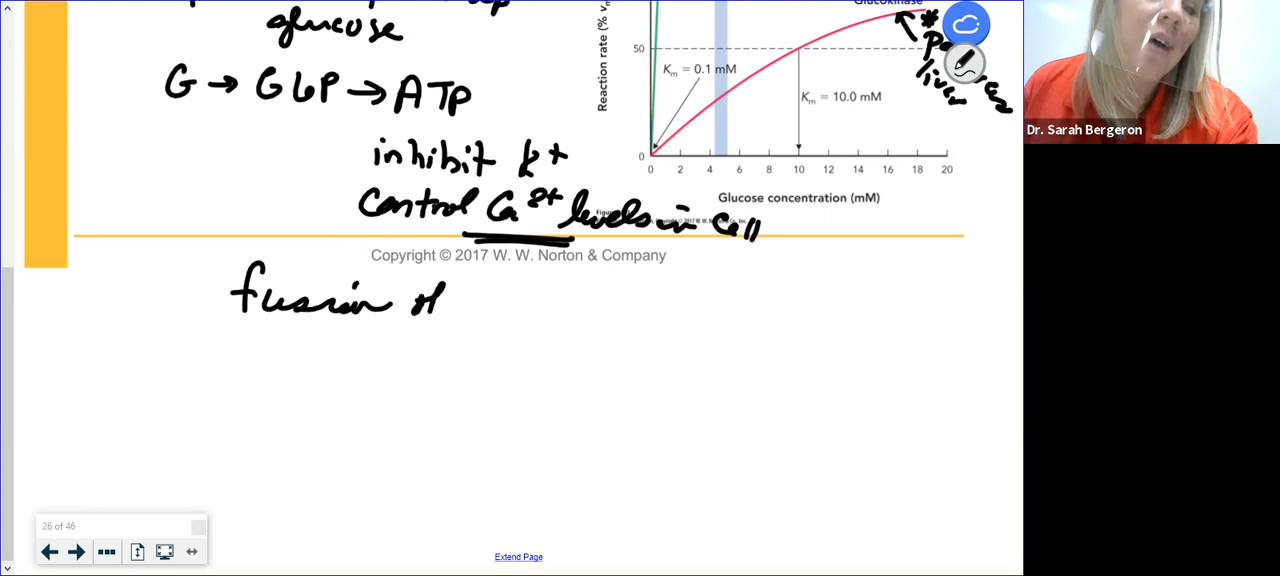 glucose
Glucokinase
Reaction rate (% v
50
Km = 0.1 mM
*
liver
G → G6P → ATP
Km = 10.0 mM
Dr. Sarah Bergeron
inhibit K+
0
0 2 4 6 8 10 12 14 16 18 20
Glucose concentration (mM)
control Ca2+ levels in cell
Copyright © 2017 W. W. Norton & Company
fusion of
26 of 46
Extend Page